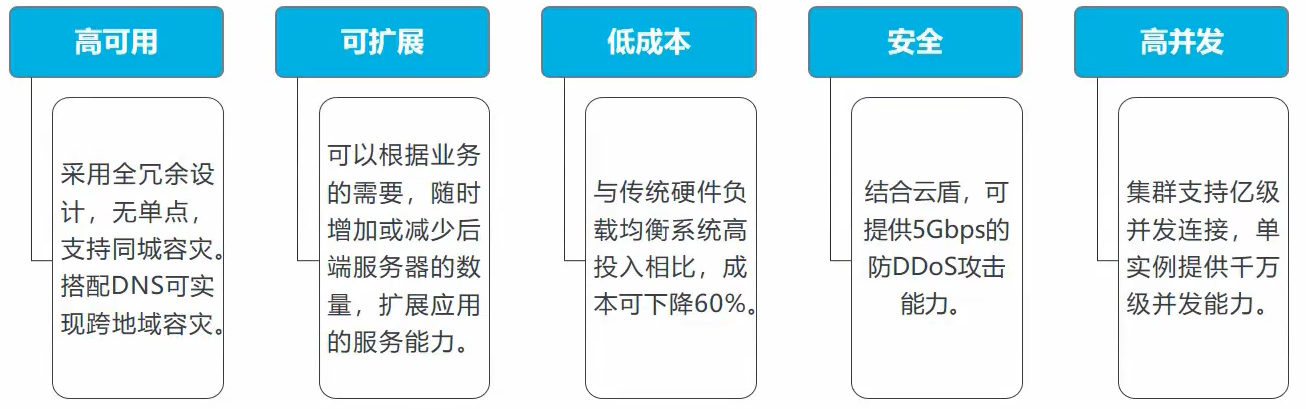 高可用
采用全冗余设
计，无单点，
支持同城容灾。
搭配DNS可实
现跨地域容灾。
可扩展
可以根据业务
的需要，随时
增加或减少后
端服务器的数
量，扩展应用
的服务能力。
低成本
与传统硬件负
载均衡系统高
投入相比，成
本可下降60%。
安全
结合云盾，可
提供5Gbps的
防DDoS攻击
能力。
高并发
集群支持亿级
并发连接，单
实例提供千万
级并发能力。